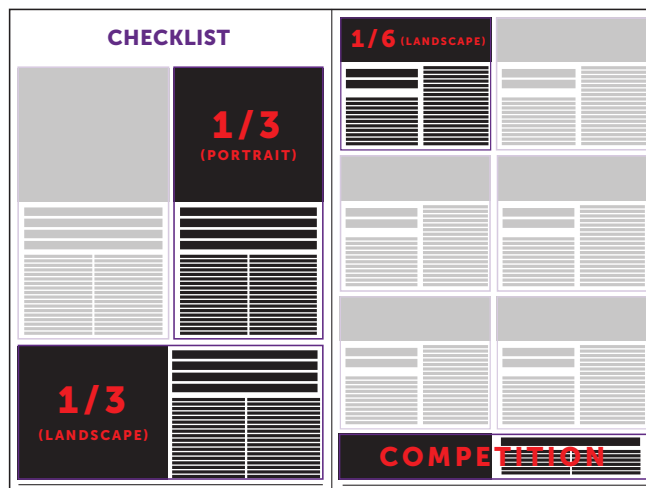 CHECKLIST
1/3
(PORTRAIT)
1/3
(LANDSCAPE)
1/6 (LANDSCAPE)
COMPETITION